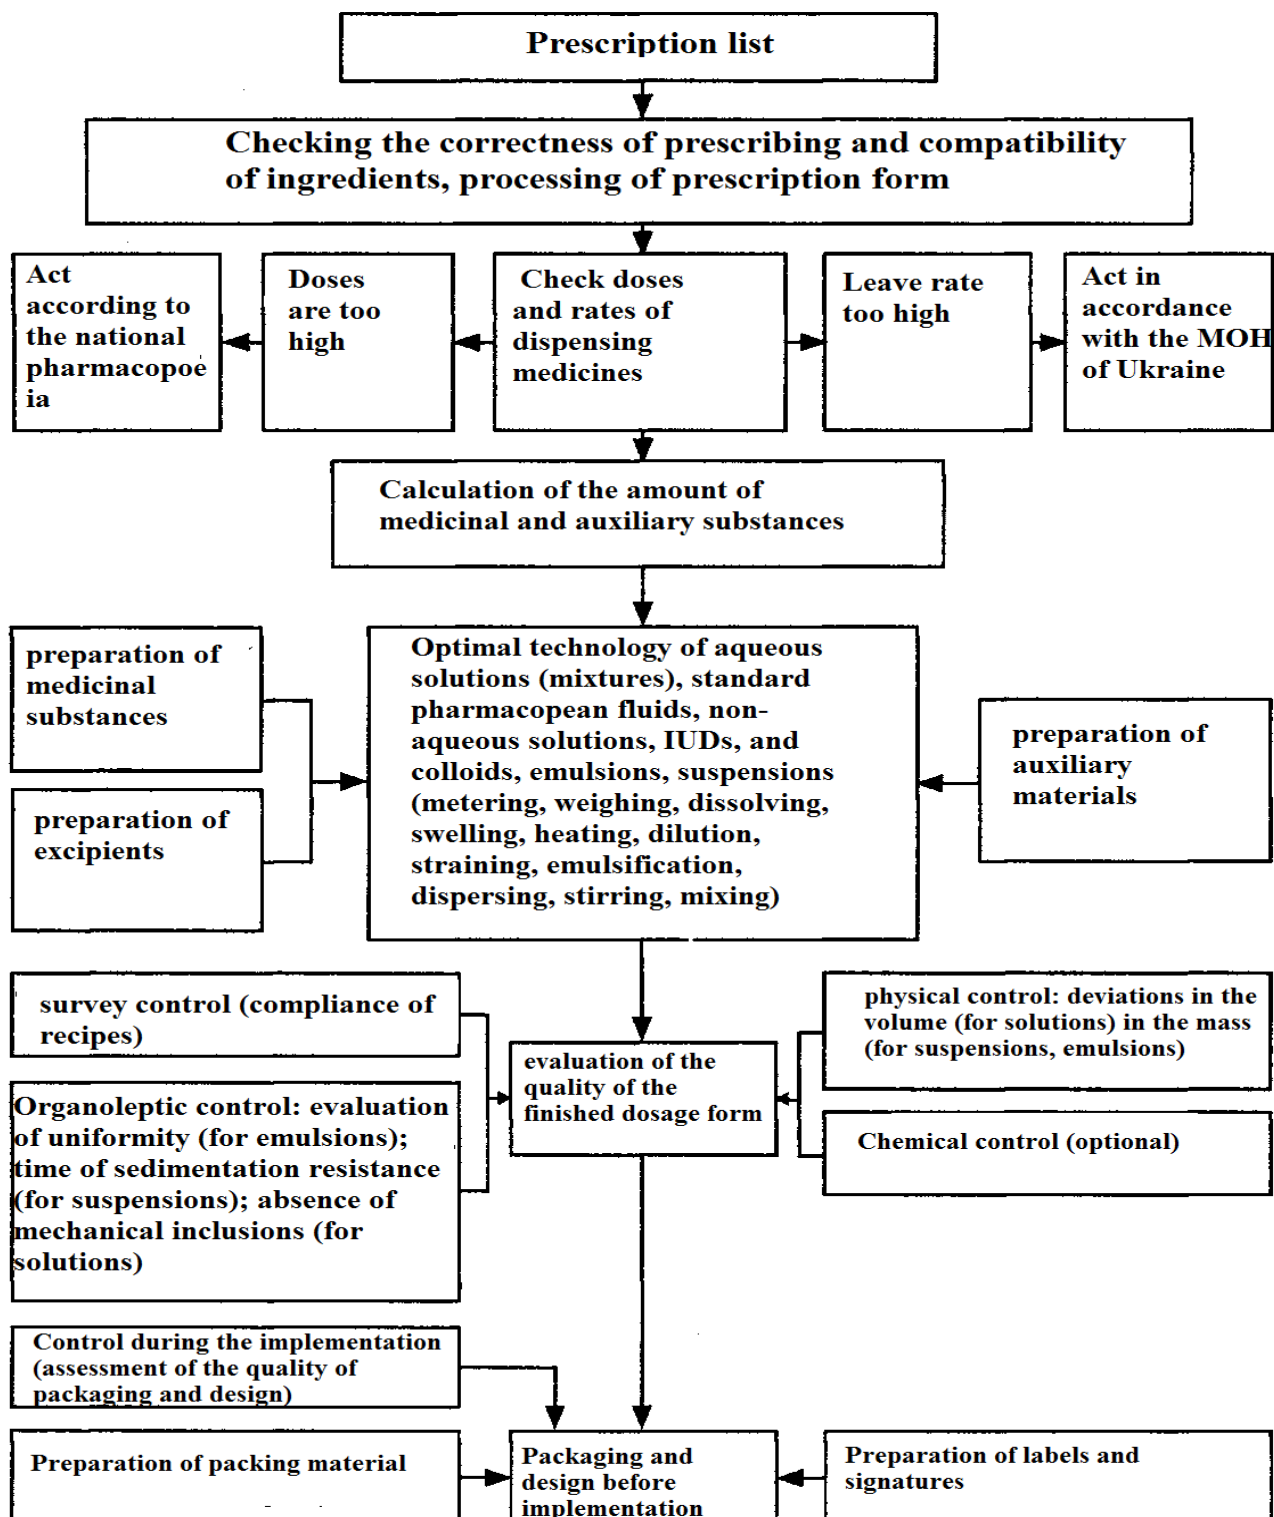 Prescription list
Checking the correctness of prescribing and compatibility
of ingredients, processing of prescription form
Act
according to
the national
pharmacopoe
ia
Doses
are too
high
Check doses
and rates of
dispensing
medicines
Leave rate
too high
Act in
accordance
with the MOH
of Ukraine
Calculation of the amount of
medicinal and auxiliary substances
preparation of
medicinal
substances
preparation of
excipients
Optimal technology of aqueous
solutions (mixtures), standard
pharmacopean fluids, non-
aqueous solutions, IUDs, and
colloids, emulsions, suspensions
(metering, weighing, dissolving,
swelling, heating, dilution,
straining, emulsification,
dispersing, stirring, mixing)
preparation of
auxiliary
materials
survey control (compliance of
recipes)
Organoleptic control: evaluation
of uniformity (for emulsions);
time of sedimentation resistance
(for suspensions); absence of
mechanical inclusions (for
solutions)
evaluation of the
quality of the
finished dosage form
physical control: deviations in the
volume (for solutions) in the mass
(for suspensions, emulsions)
Chemical control (optional)
Control during the implementation
(assessment of the quality of
packaging and design)
Preparation of packing material
Packaging and
design before
implementation
Preparation of labels and
signatures